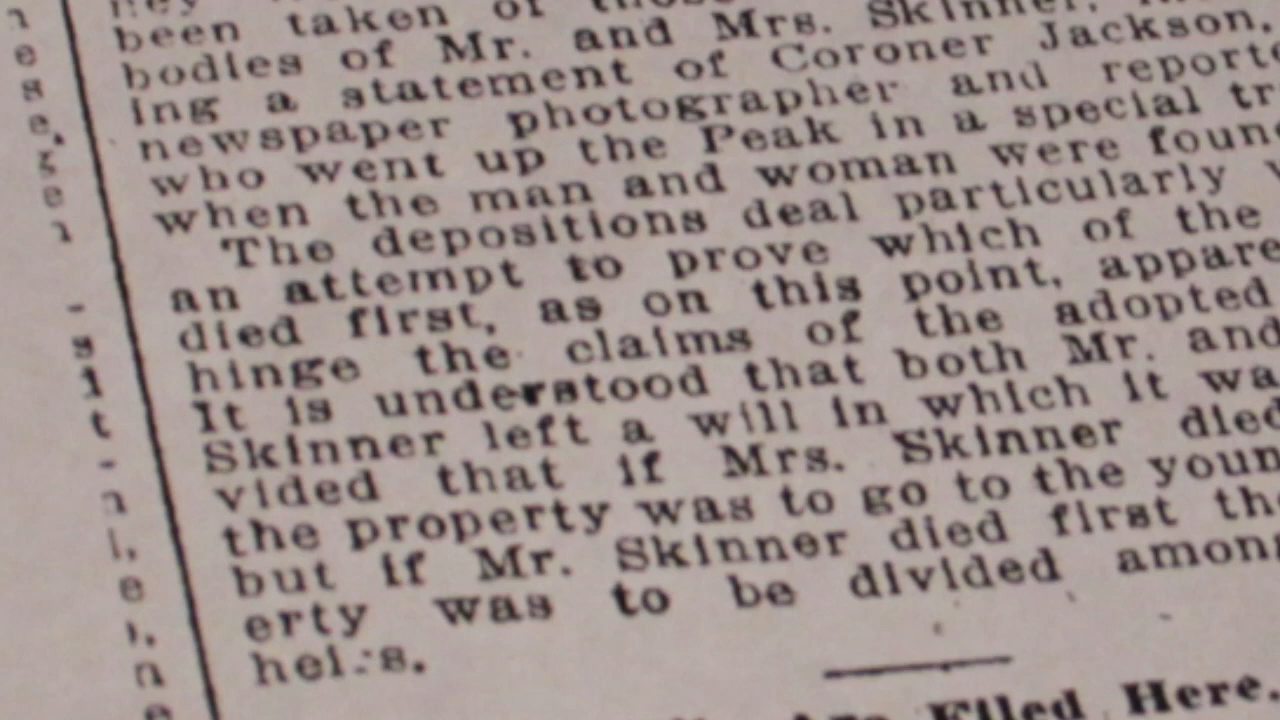 been taken of
bodies of Mr. and Mrs. Skinner,
ing a statement of Coroner Jackson,
newspaper photographer and
who went up the Peak in a special
when the man and woman were
The depositions deal particularly
an attempt to prove which of the
died first, as on this point,
hinge the claims of the adopted
It is understood that both Mr. and
Skinner left a will in which it
vided that if Mrs. Skinner died
the property was to go to the
but if Mr. Skinner died first
erty was to be divided
heirs.
Filed Here.